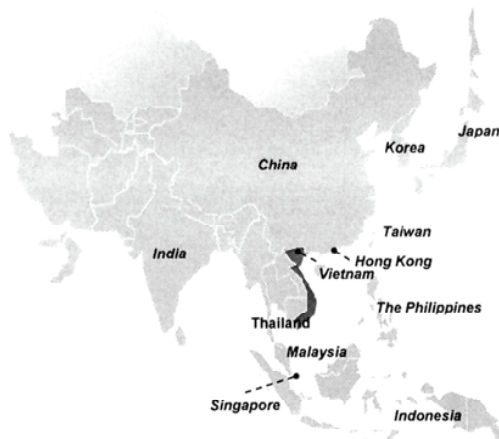 Japan
Korea
China
Taiwan
India
Hong Kong
Vietnam
The Philippines
Thailand
Malaysia
Singapore
Indonesia